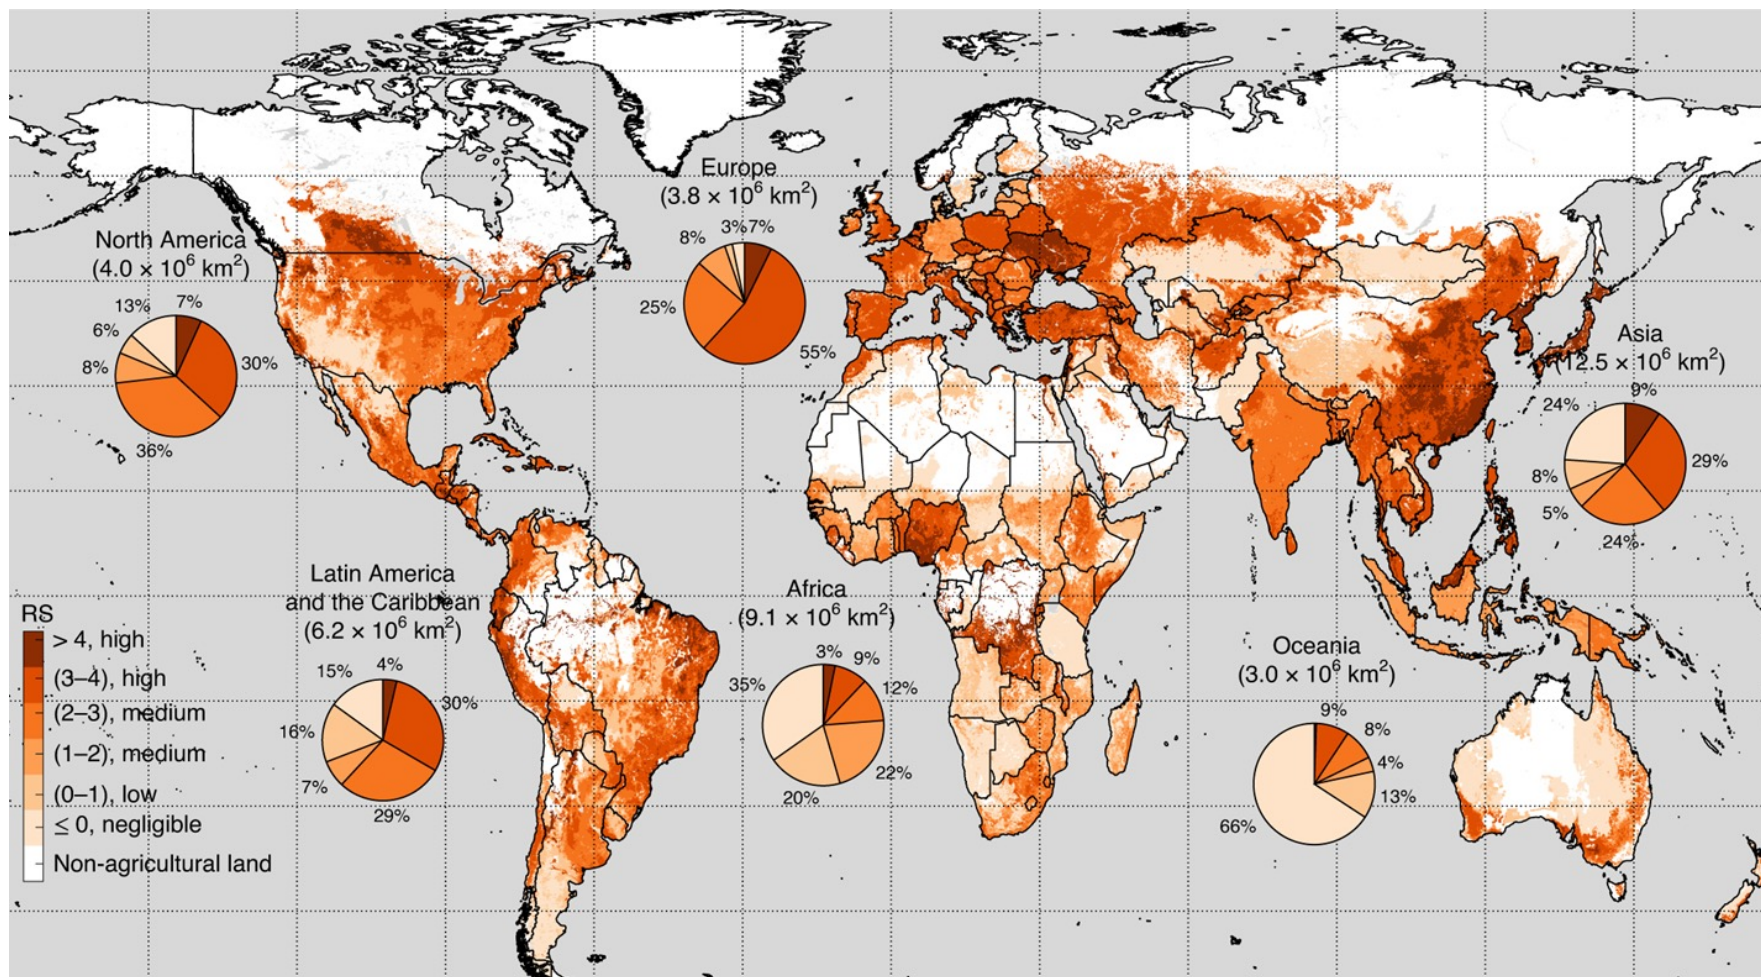 Europe
(3.8 × 10⁶ km²)
8%
3%
7%
25%
55%
North America
(4.0 × 10⁶ km²)
13%
7%
6%
30%
8%
36%
Asia
(12.5 × 10⁶ km²)
9%
24%
29%
8%
5%
24%
Latin America
and the Caribbean
(6.2 × 10⁶ km²)
4%
15%
30%
16%
7%
29%
Africa
(9.1 × 10⁶ km²)
3%
9%
35%
12%
22%
20%
Oceania
(3.0 × 10⁶ km²)
9%
8%
4%
13%
66%
RS
> 4, high
(3–4), high
(2–3), medium
(1–2), medium
(0–1), low
≤ 0, negligible
Non-agricultural land